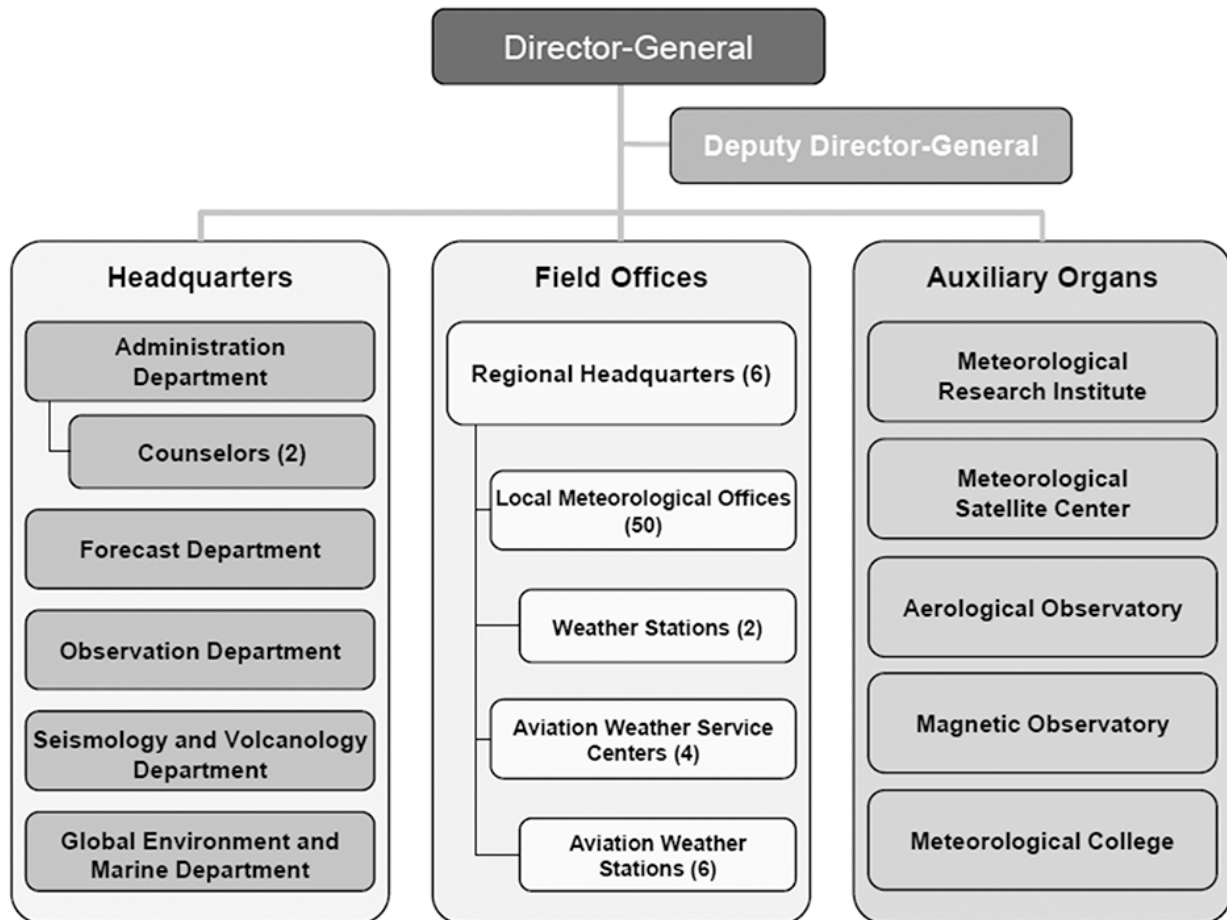 Director-General
Deputy Director-General
Headquarters
Administration
Department
Counselors (2)
Forecast Department
Observation Department
Seismology and Volcanology
Department
Global Environment and
Marine Department
Field Offices
Regional Headquarters (6)
Local Meteorological Offices
(50)
Weather Stations (2)
Aviation Weather Service
Centers (4)
Aviation Weather
Stations (6)
Auxiliary Organs
Meteorological
Research Institute
Meteorological
Satellite Center
Aerological Observatory
Magnetic Observatory
Meteorological College